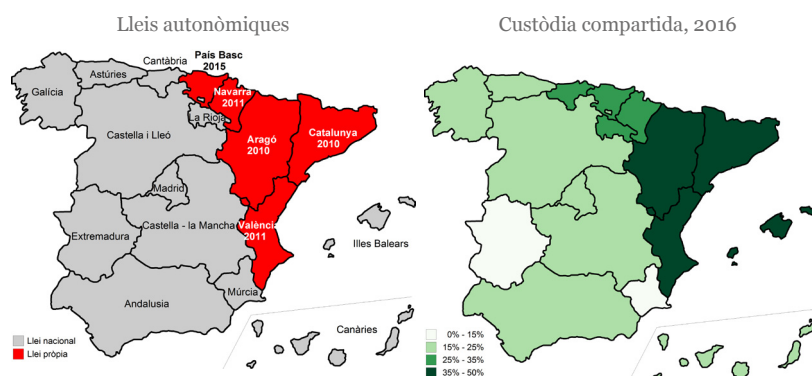 Lleis autonòmiques
Custòdia compartida, 2016
País Basc
2015
Cantàbria
Astúries
Galícia
Navarra
2011
La Rioja
Castella i Lleó
Aragó
2010
Catalunya
2010
Madrid
Extremadura
Castella - la Mancha
València
2011
Illes Balears
Múrcia
Andalusia
Canàries
Llei nacional
Llei pròpia
0% - 15%
15% - 25%
25% - 35%
35% - 50%